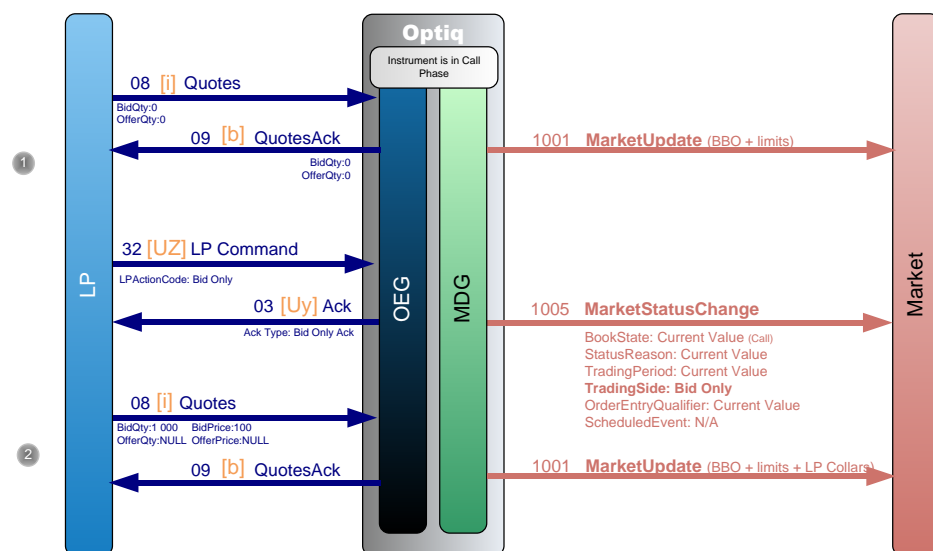 Optiq
Instrument is in Call
Phase
08 [i] Quotes
BidQty:0
OfferQty:0
09 [b] QuotesAck
BidQty:0
OfferQty:0
1001 MarketUpdate (BBO + limits)
1
32 [UZ] LP Command
LPActionCode: Bid Only
03 [Uy] Ack
Ack Type: Bid Only Ack
1005 MarketStatusChange
BookState: Current Value (Call)
StatusReason: Current Value
TradingPeriod: Current Value
TradingSide: Bid Only
OrderEntryQualifier: Current Value
ScheduledEvent: N/A
LP
OEG
MDG
Market
08 [i] Quotes
BidQty:1 000 BidPrice:100
OfferQty:NULL OfferPrice:NULL
2
09 [b] QuotesAck
1001 MarketUpdate (BBO + limits + LP Collars)